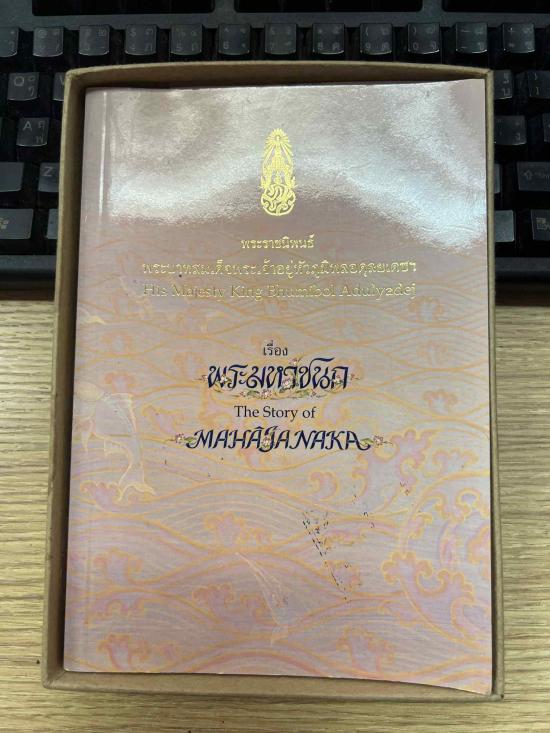 พระราชนิพนธ์
พระบาทสมเด็จพระเจ้าอยู่หัวภูมิพลอดุลยเดชฯ
His Majesty King Bhumibol Adulyadej
เรื่อง
พระมหาชนก
The Story of
MAHĀJANAKA